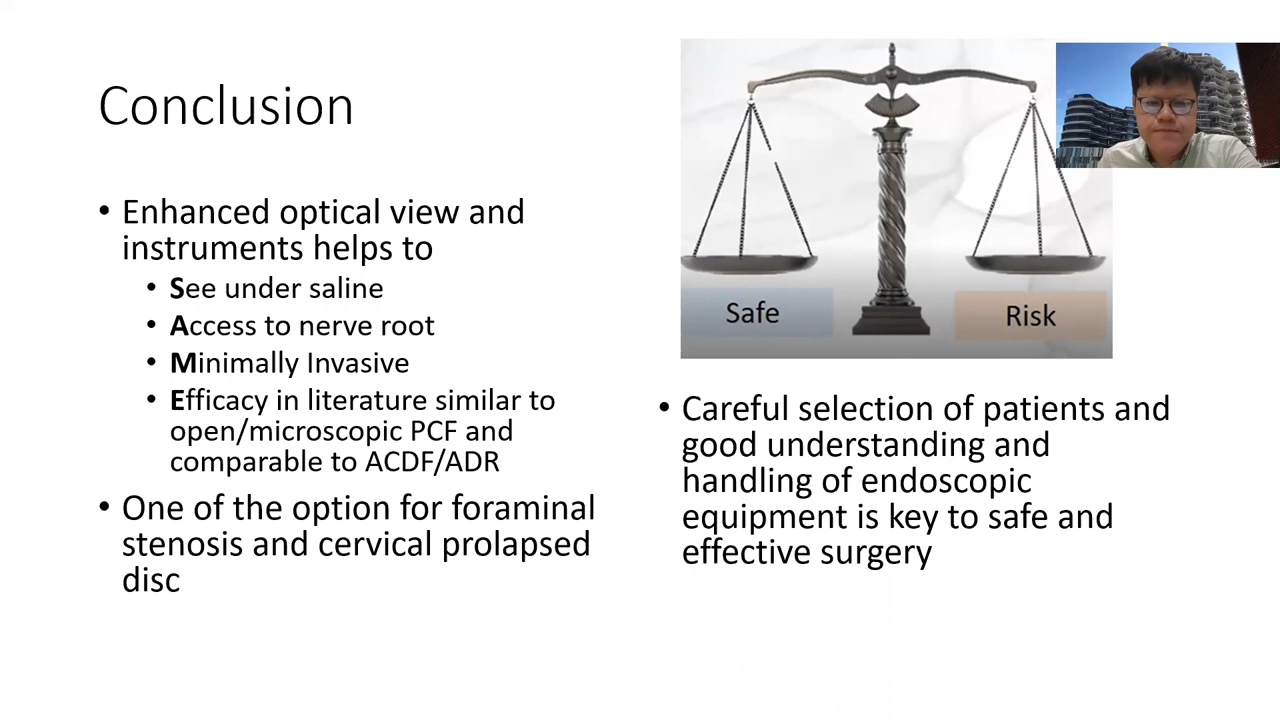 Conclusion
• Enhanced optical view and
instruments helps to
• See under saline
• Access to nerve root
• Minimally Invasive
• Efficacy in literature similar to
open/microscopic PCF and
comparable to ACDF/ADR
• One of the option for foraminal
stenosis and cervical prolapsed
disc
Safe
Risk
• Careful selection of patients and
good understanding and
handling of endoscopic
equipment is key to safe and
effective surgery